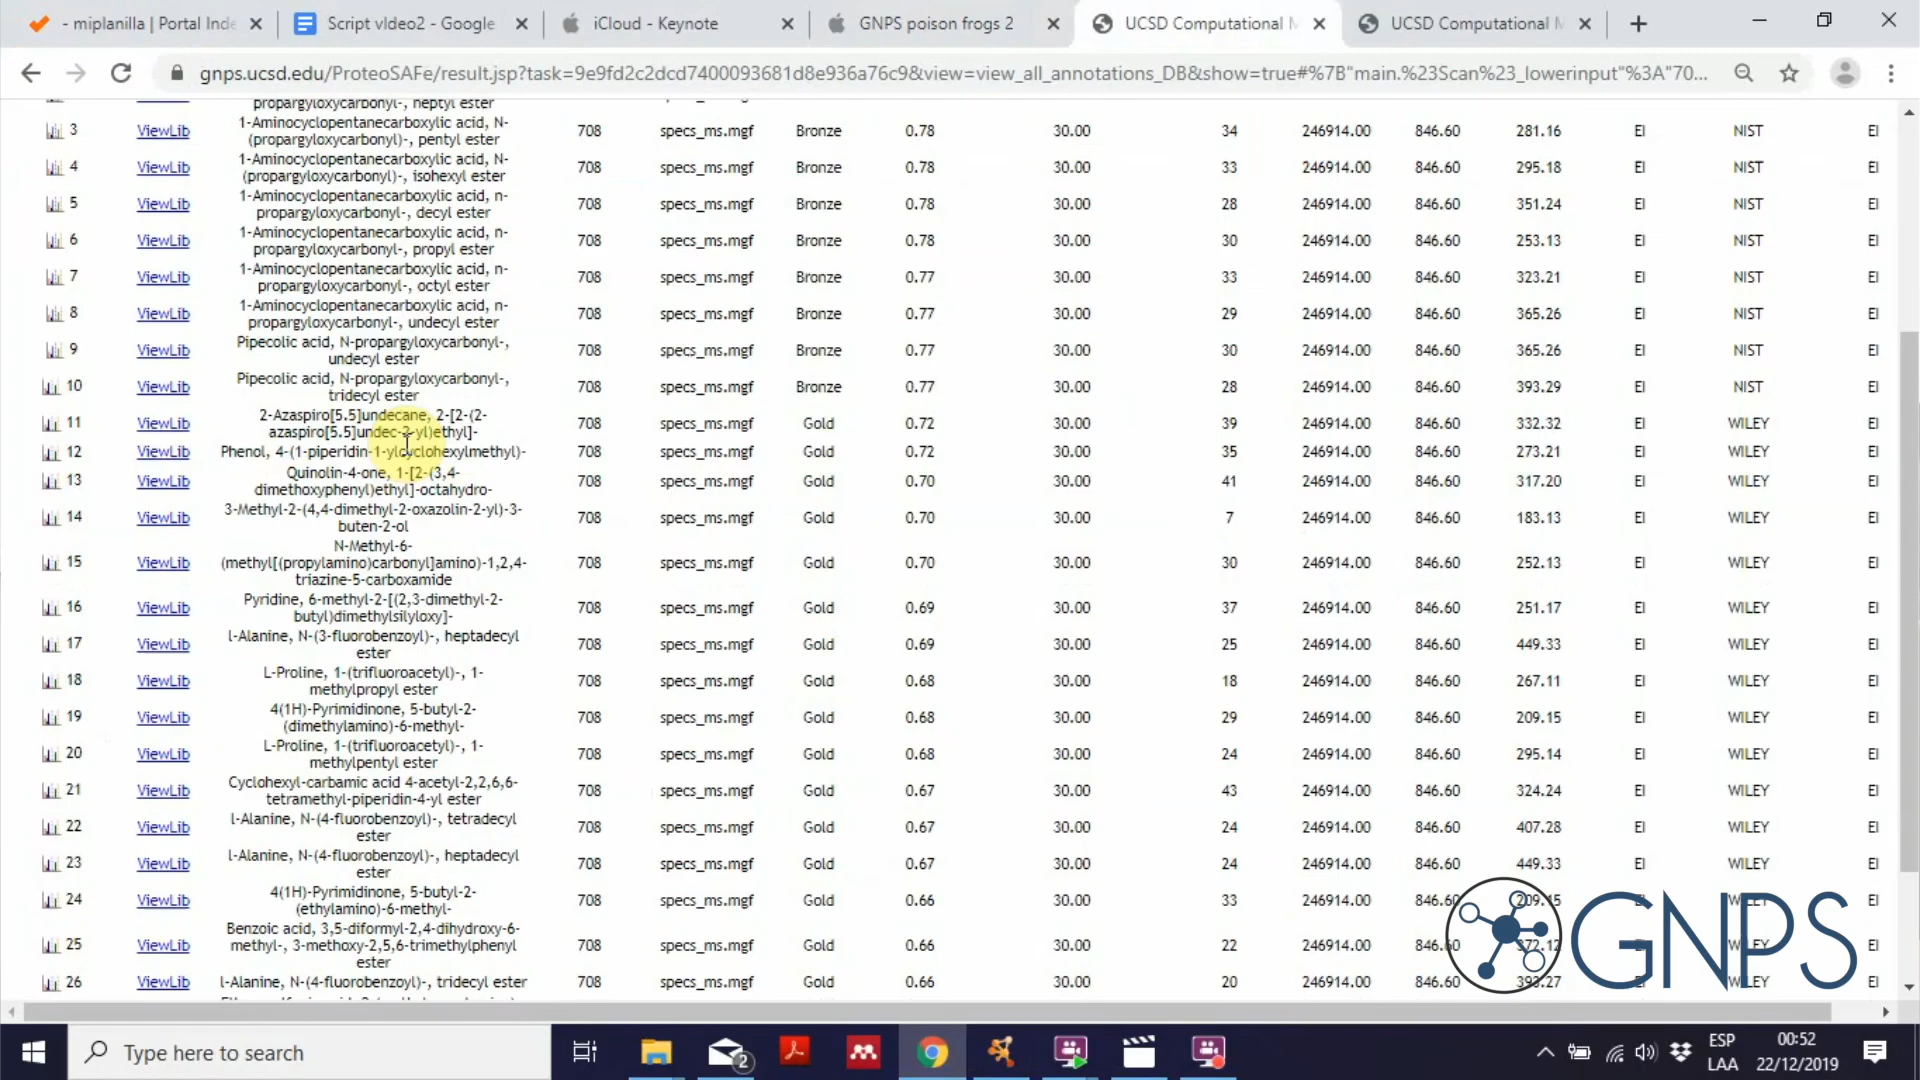 - miplanilla | Portal Inde
Script vIdeo2 - Google
iCloud - Keynote
GNPS poison frogs 2
UCSD Computational M
UCSD Computational M
gnps.ucsd.edu/ProteoSAFe/result.jsp?task=9e9fd2c2dcd7400093681d8e936a76c9&view=view_all_annotations_DB&show=true#%7B"main.%23Scan%23_lowerinput"%3A"70...
propargyloxycarbonyl-, heptyl ester
3 ViewLib 1-Aminocyclopentanecarboxylic acid, N- 708 specs_ms.mgf Bronze 0.78 30.00 34 246914.00 846.60 281.16 EI NIST EI
(propargyloxycarbonyl)-, pentyl ester
4 ViewLib 1-Aminocyclopentanecarboxylic acid, N- 708 specs_ms.mgf Bronze 0.78 30.00 33 246914.00 846.60 295.18 EI NIST EI
(propargyloxycarbonyl)-, isohexyl ester
5 ViewLib 1-Aminocyclopentanecarboxylic acid, n- 708 specs_ms.mgf Bronze 0.78 30.00 28 246914.00 846.60 351.24 EI NIST EI
propargyloxycarbonyl-, decyl ester
6 ViewLib 1-Aminocyclopentanecarboxylic acid, n- 708 specs_ms.mgf Bronze 0.78 30.00 30 246914.00 846.60 253.13 EI NIST EI
propargyloxycarbonyl-, propyl ester
7 ViewLib 1-Aminocyclopentanecarboxylic acid, n- 708 specs_ms.mgf Bronze 0.77 30.00 33 246914.00 846.60 323.21 EI NIST EI
propargyloxycarbonyl-, octyl ester
8 ViewLib 1-Aminocyclopentanecarboxylic acid, n- 708 specs_ms.mgf Bronze 0.77 30.00 29 246914.00 846.60 365.26 EI NIST EI
propargyloxycarbonyl-, undecyl ester
9 ViewLib Pipecolic acid, N-propargyloxycarbonyl-, 708 specs_ms.mgf Bronze 0.77 30.00 30 246914.00 846.60 365.26 EI NIST EI
undecyl ester
10 ViewLib Pipecolic acid, N-propargyloxycarbonyl-, 708 specs_ms.mgf Bronze 0.77 30.00 28 246914.00 846.60 393.29 EI NIST EI
tridecyl ester
11 ViewLib 2-Azaspiro[5.5]undecane, 2-[2-(2- 708 specs_ms.mgf Gold 0.72 30.00 39 246914.00 846.60 332.32 EI WILEY EI
azaspiro[5.5]undec-2-yl)ethyl]-
12 ViewLib Phenol, 4-(1-piperidin-1-ylcyclohexylmethyl)- 708 specs_ms.mgf Gold 0.72 30.00 35 246914.00 846.60 273.21 EI WILEY EI
13 ViewLib Quinolin-4-one, 1-[2-(3,4- 708 specs_ms.mgf Gold 0.70 30.00 41 246914.00 846.60 317.20 EI WILEY EI
dimethoxyphenyl)ethyl]-octahydro-
14 ViewLib 3-Methyl-2-(4,4-dimethyl-2-oxazolin-2-yl)-3- 708 specs_ms.mgf Gold 0.70 30.00 7 246914.00 846.60 183.13 EI WILEY EI
buten-2-ol
N-Methyl-6-
15 ViewLib (methyl[(propylamino)carbonyl]amino)-1,2,4- 708 specs_ms.mgf Gold 0.70 30.00 30 246914.00 846.60 252.13 EI WILEY EI
triazine-5-carboxamide
16 ViewLib Pyridine, 6-methyl-2-[(2,3-dimethyl-2- 708 specs_ms.mgf Gold 0.69 30.00 37 246914.00 846.60 251.17 EI WILEY EI
butyl)dimethylsilyloxy]-
17 ViewLib l-Alanine, N-(3-fluorobenzoyl)-, heptadecyl 708 specs_ms.mgf Gold 0.69 30.00 25 246914.00 846.60 449.33 EI WILEY EI
ester
18 ViewLib L-Proline, 1-(trifluoroacetyl)-, 1- 708 specs_ms.mgf Gold 0.68 30.00 18 246914.00 846.60 267.11 EI WILEY EI
methylpropyl ester
19 ViewLib 4(1H)-Pyrimidinone, 5-butyl-2- 708 specs_ms.mgf Gold 0.68 30.00 29 246914.00 846.60 209.15 EI WILEY EI
(dimethylamino)-6-methyl-
20 ViewLib L-Proline, 1-(trifluoroacetyl)-, 1- 708 specs_ms.mgf Gold 0.68 30.00 24 246914.00 846.60 295.14 EI WILEY EI
methylpentyl ester
21 ViewLib Cyclohexyl-carbamic acid 4-acetyl-2,2,6,6- 708 specs_ms.mgf Gold 0.67 30.00 43 246914.00 846.60 324.24 EI WILEY EI
tetramethyl-piperidin-4-yl ester
22 ViewLib l-Alanine, N-(4-fluorobenzoyl)-, tetradecyl 708 specs_ms.mgf Gold 0.67 30.00 24 246914.00 846.60 407.28 EI WILEY EI
ester
23 ViewLib l-Alanine, N-(4-fluorobenzoyl)-, heptadecyl 708 specs_ms.mgf Gold 0.67 30.00 24 246914.00 846.60 449.33 EI WILEY EI
ester
24 ViewLib 4(1H)-Pyrimidinone, 5-butyl-2- 708 specs_ms.mgf Gold 0.66 30.00 33 246914.00 846.60 209.15 EI WILEY EI
(ethylamino)-6-methyl-
Benzoic acid, 3,5-diformyl-2,4-dihydroxy-6-
25 ViewLib methyl-, 3-methoxy-2,5,6-trimethylphenyl 708 specs_ms.mgf Gold 0.66 30.00 22 246914.00 846.60 372.12 WILEY EI
ester
26 ViewLib l-Alanine, N-(4-fluorobenzoyl)-, tridecyl ester 708 specs_ms.mgf Gold 0.66 30.00 20 246914.00 846.60 393.27 EI WILEY EI
GNPS
Type here to search
2
ESP
LAA
00:52
22/12/2019